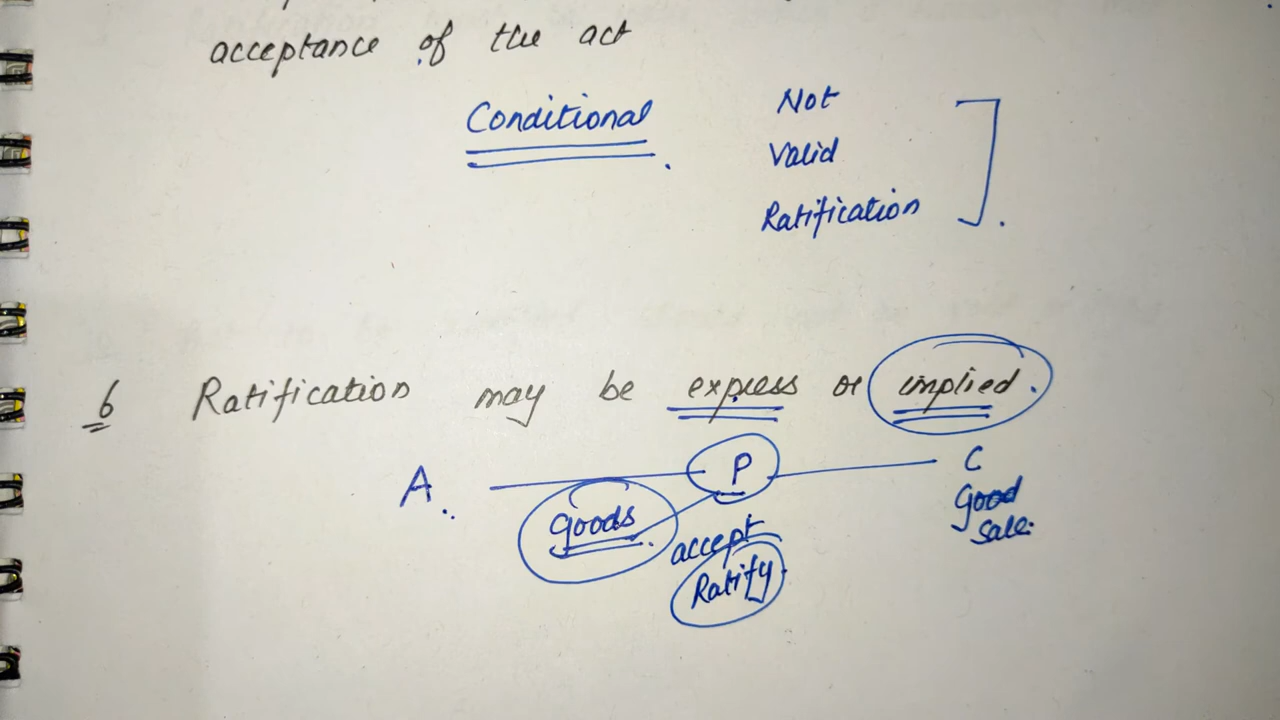 acceptance of the act
Conditional
Not
Valid
Ratification
6 Ratification may be express or implied.
A. P C
goods.
Good
Sale.
accept
Ratify